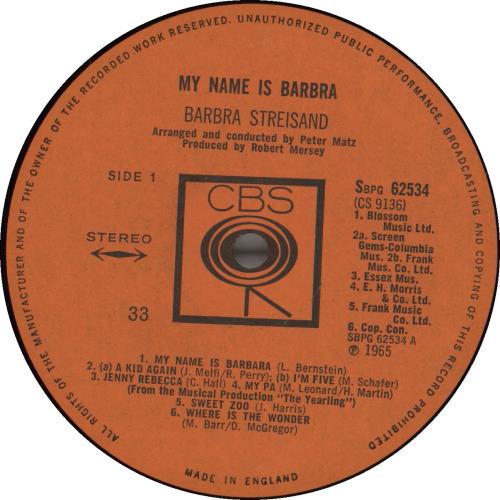 ALL RIGHTS OF THE MANUFACTURER AND OF THE OWNER OF THE RECORDED WORK RESERVED. UNAUTHORIZED PUBLIC PERFORMANCE, BROADCASTING AND COPYING OF THIS RECORD PROHIBITED
MY NAME IS BARBRA
BARBRA STREISAND
Arranged and conducted by Peter Matz
Produced by Robert Mersey
SIDE 1
STEREO
33
CBS
SBPG 62534
(CS 9136)
1. Blossom
Music Ltd.
2a. Screen
Gems-Columbia
Mus. 2b. Frank
Mus. Co. Ltd.
3. Essex Mus.
4. E. H. Morris
& Co. Ltd.
5. Frank Music
Co. Ltd.
6. Cop. Con.
SBPG 62534 A
℗ 1965
1. MY NAME IS BARBARA (L. Bernstein)
2. (a) A KID AGAIN (J. Melfi/R. Perry); (b) I'M FIVE (M. Schafer)
3. JENNY REBECCA (C. Hall) 4. MY PA (M. Leonard/H. Martin)
(From the Musical Production "The Yearling")
5. SWEET ZOO (J. Harris)
6. WHERE IS THE WONDER
(M. Barr/D. McGregor)
MADE IN ENGLAND